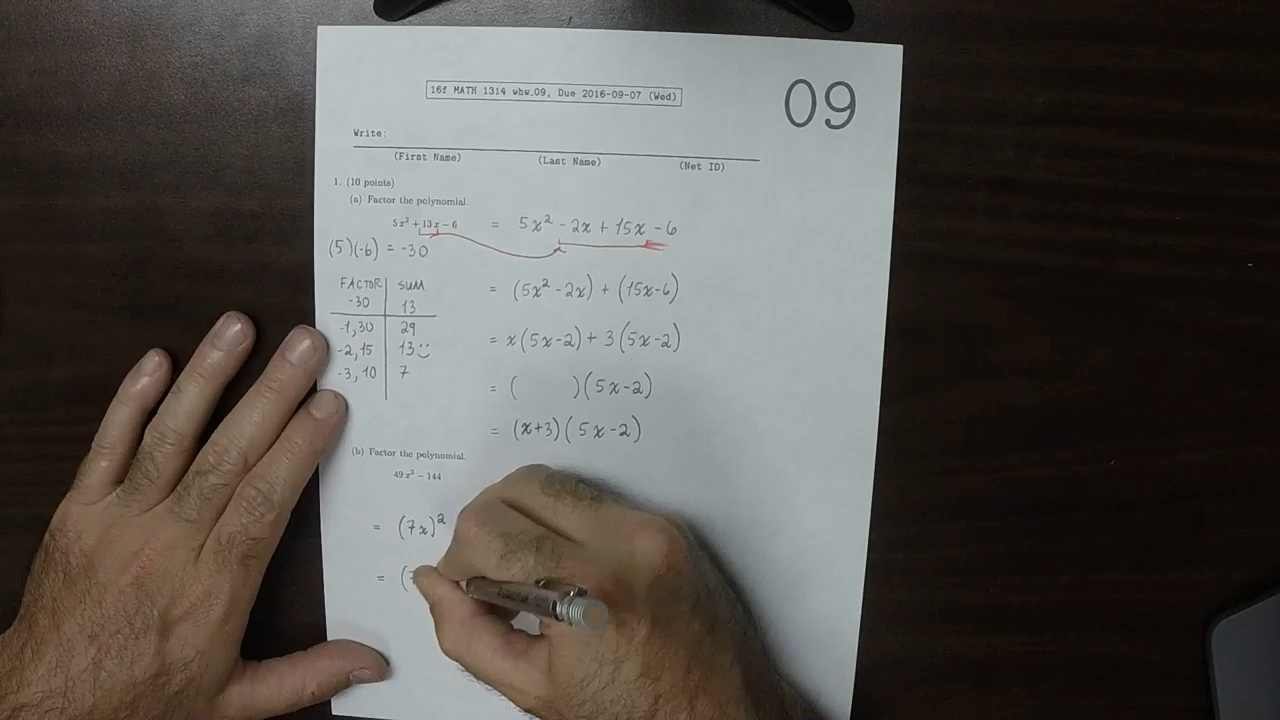 16f MATH 1314 whw.09, Due 2016-09-07 (Wed)
09
Write:
(First Name) (Last Name) (Net ID)
1. (10 points)
(a) Factor the polynomial.
5x² + 13x − 6 = 5x² - 2x + 15x - 6
(5)(-6) = -30
FACTOR SUM
-30 13
-1, 30 29
-2, 15 13
-3, 10 7
= (5x² - 2x) + (15x-6)
= x(5x-2) + 3(5x-2)
= ( )(5x-2)
= (x+3)(5x-2)
(b) Factor the polynomial.
49x² − 144
= (7x)²
= (